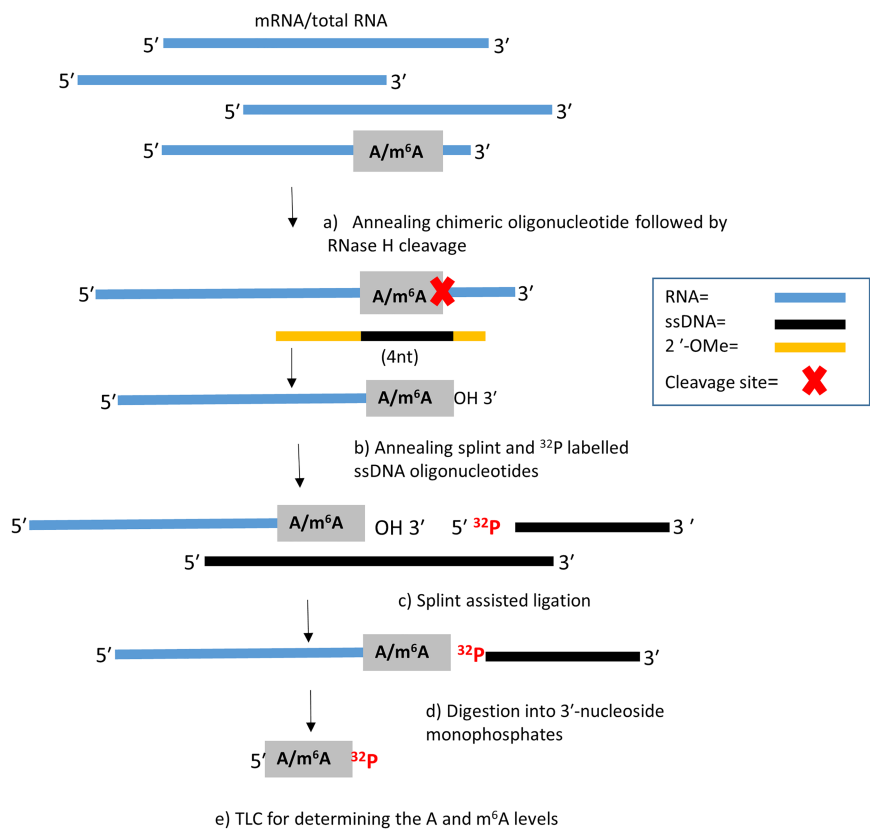 mRNA/total RNA
5′ 3′
5′ 3′
5′ 3′
5′ A/m⁶A 3′
a) Annealing chimeric oligonucleotide followed by
RNase H cleavage
5′ A/m⁶A 3′
(4nt)
5′ A/m⁶A OH 3′
RNA=
ssDNA=
2 ′-OMe=
Cleavage site=
b) Annealing splint and ³²P labelled
ssDNA oligonucleotides
5′ A/m⁶A OH 3′ 5′ ³²P 3 ′
5′ 3′
c) Splint assisted ligation
5′ A/m⁶A ³²P 3′
d) Digestion into 3′-nucleoside
monophosphates
5′ A/m⁶A ³²P
e) TLC for determining the A and m⁶A levels